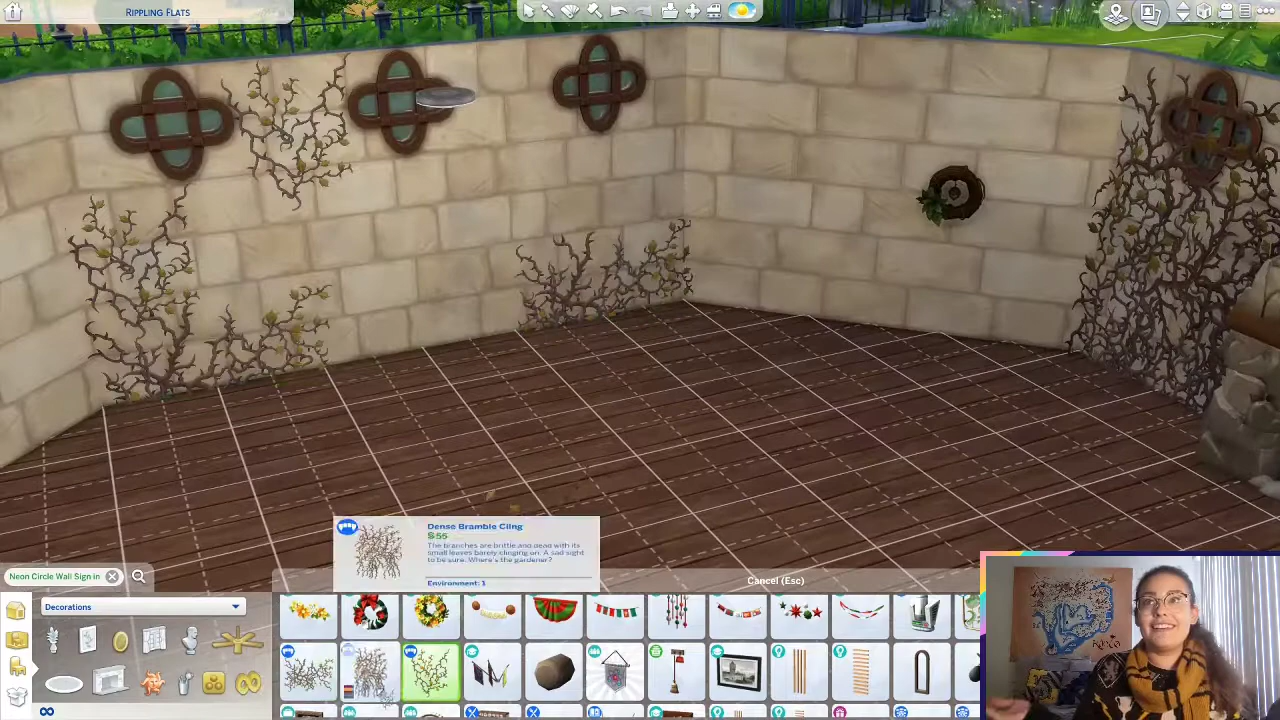 RIPPLING FLATS
Dense Bramble Cling
§55
The branches are brittle and dead with its
small leaves barely clinging on. A sad sight
to be sure. Where's the gardener?
Environment: 1
Neon Circle Wall Sign in
Cancel (Esc)
Decorations